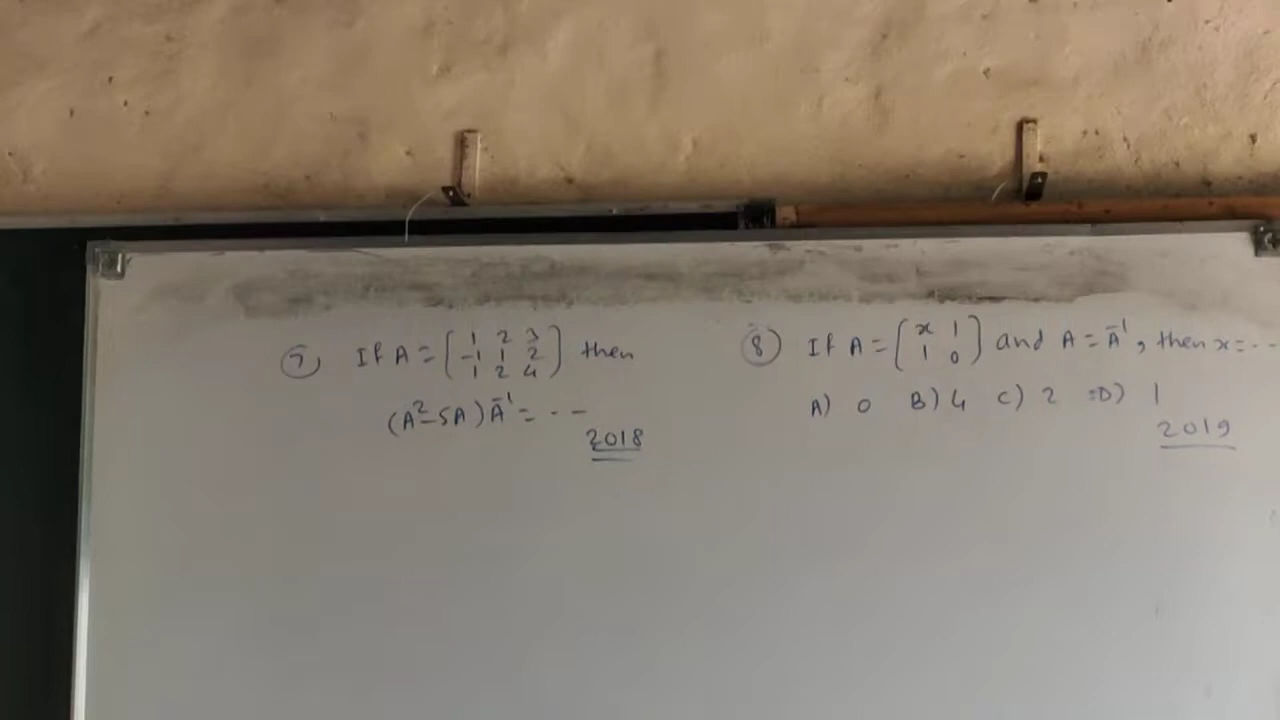 7) If A = [1 2 3
-1 1 2
1 2 4] then
(A²-5A)A⁻¹ = - - -
2018
8) If A = [x 1
1 0] and A = A⁻¹, then x = - -
A) 0 B) 4 C) 2 D) 1
2019